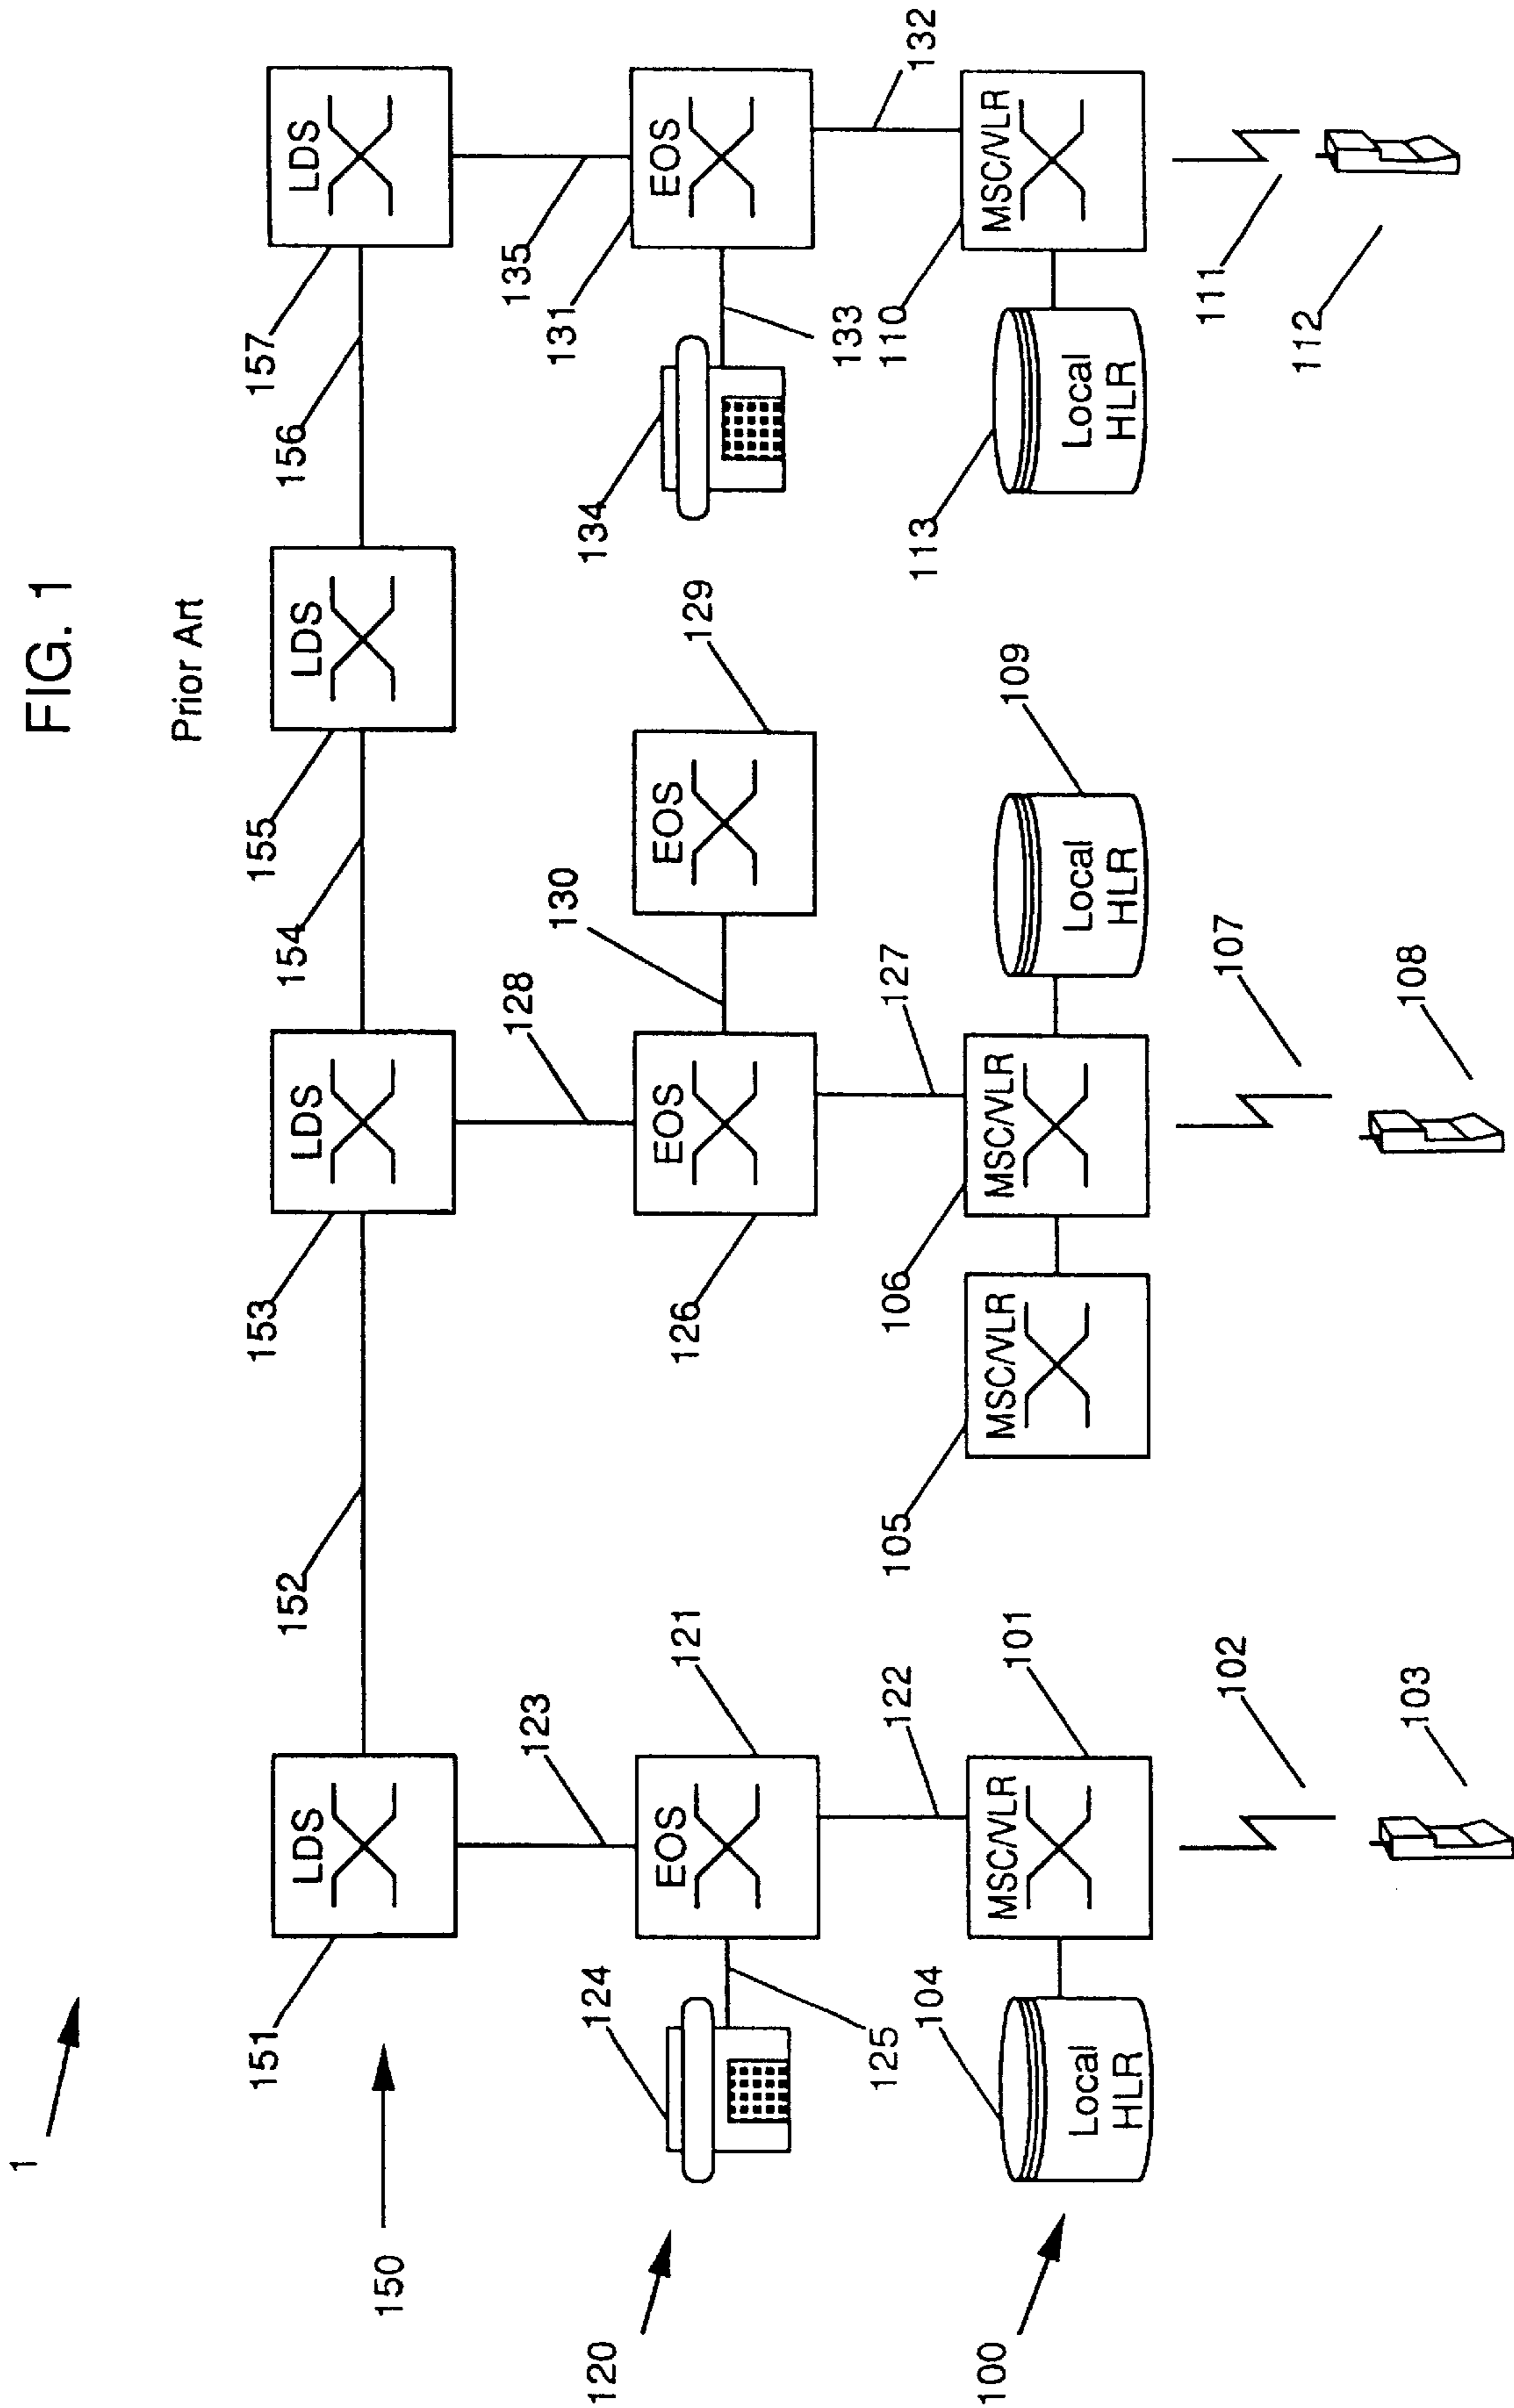 FIG. 1
Prior Art
1
150
151
LDS
152
153
LDS
154
155
LDS
156
157
LDS
123
128
135
120
124
125
EOS
121
EOS
126
130
EOS
129
134
133
EOS
131
122
127
132
100
104
Local
HLR
MSC/VLR
101
105
MSC/VLR
106
MSC/VLR
Local
HLR
109
113
Local
HLR
110
MSC/VLR
102
107
111
103
108
112